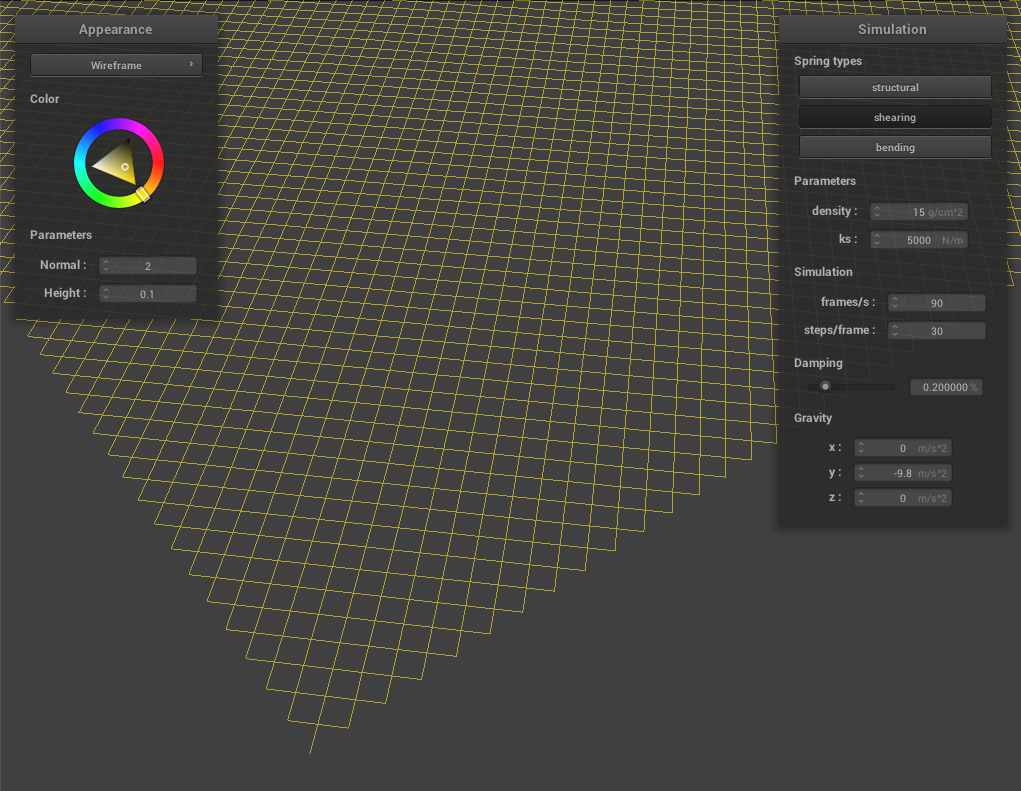 Appearance
Wireframe
Color
Parameters
Normal : 2
Height : 0.1
Simulation
Spring types
structural
shearing
bending
Parameters
density : 15 g/cm^2
ks : 5000 N/m
Simulation
frames/s : 90
steps/frame : 30
Damping
0.200000 %
Gravity
x : 0 m/s^2
y : -9.8 m/s^2
z : 0 m/s^2